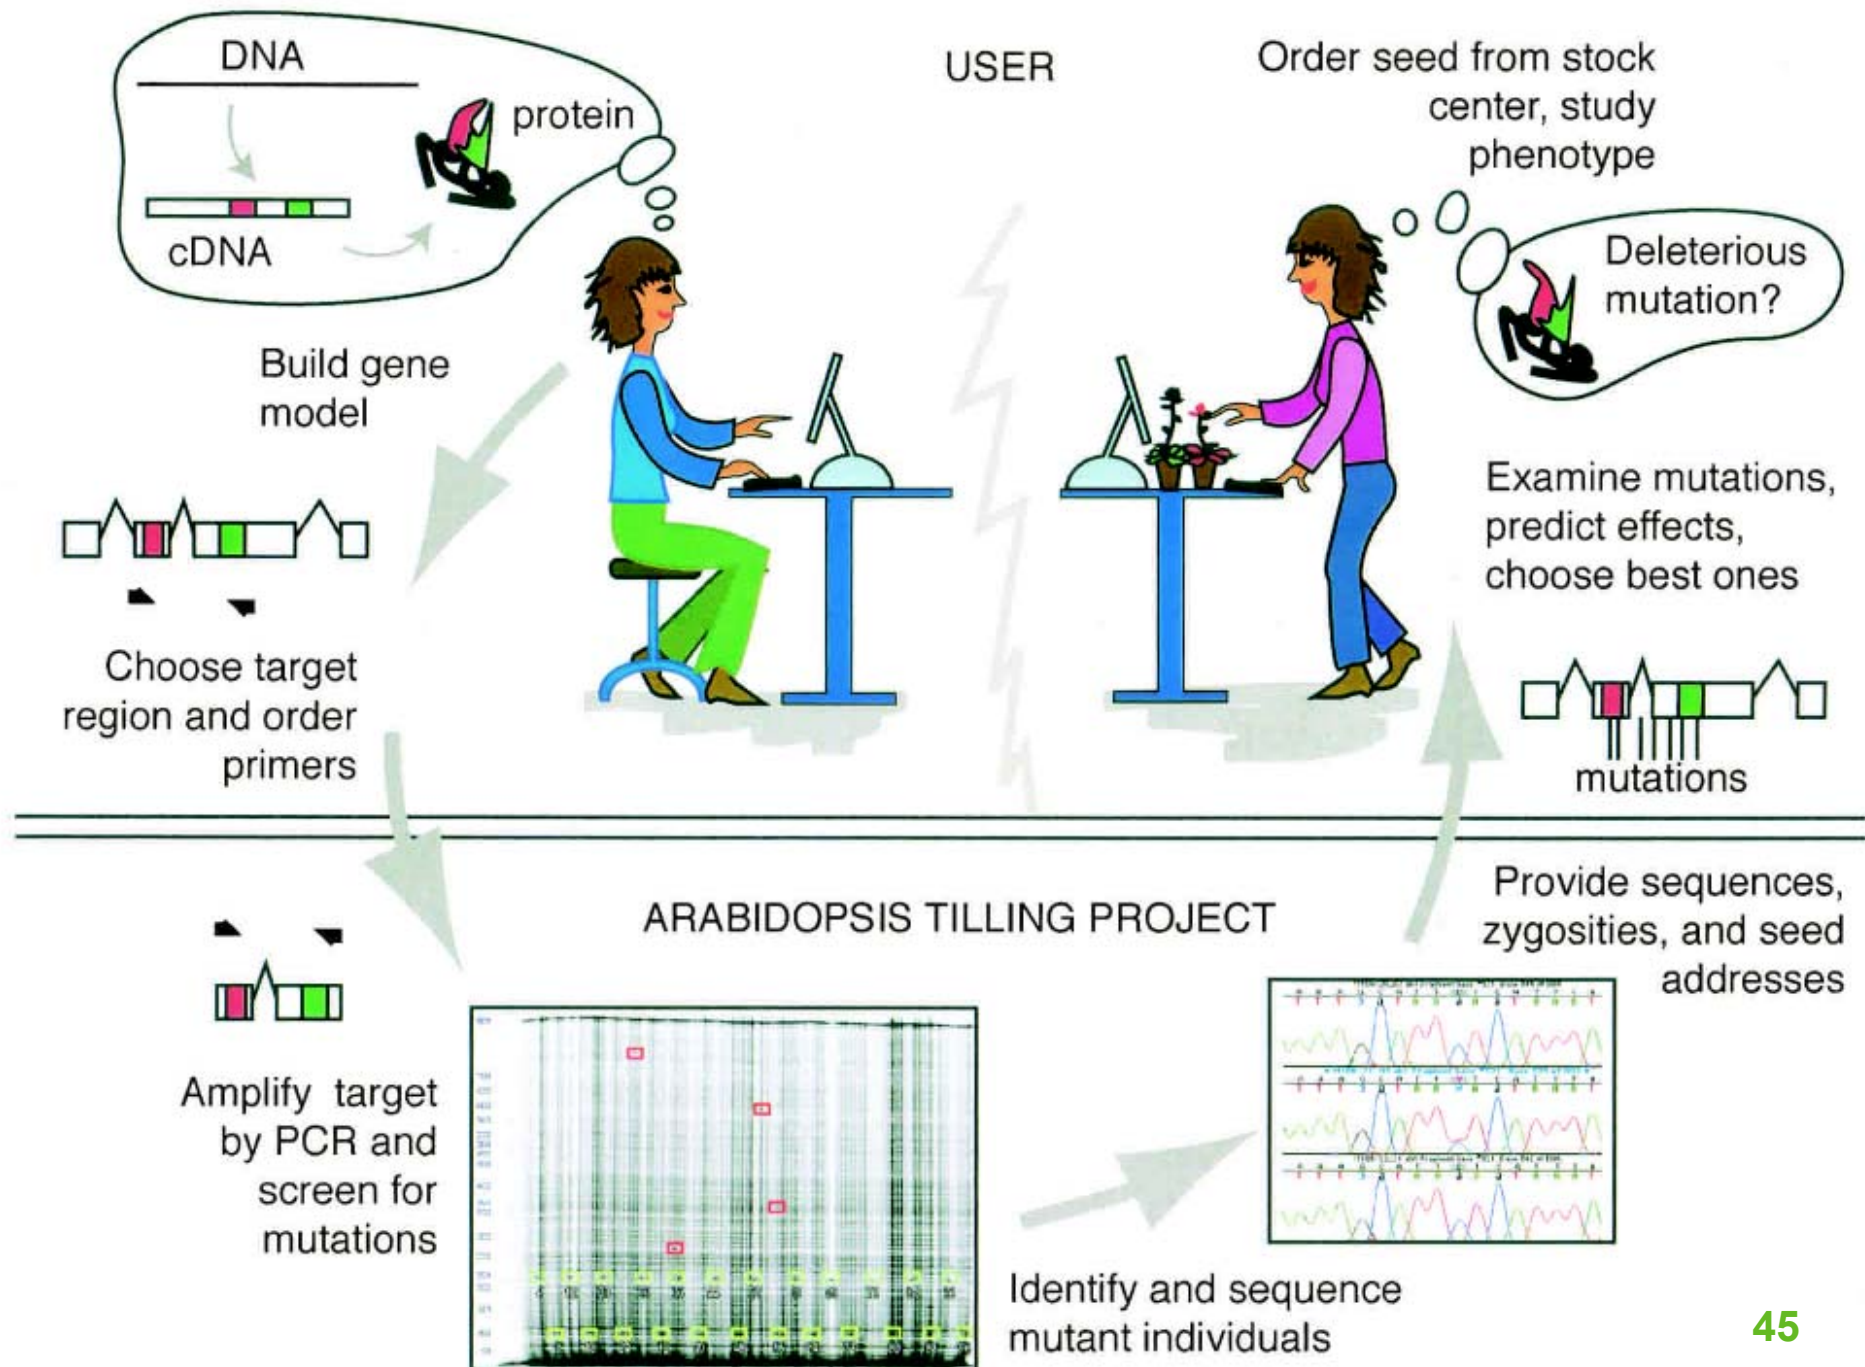 DNA
protein
cDNA
USER
Order seed from stock
center, study
phenotype
Deleterious
mutation?
Build gene
model
Examine mutations,
predict effects,
choose best ones
Choose target
region and order
primers
mutations
ARABIDOPSIS TILLING PROJECT
Provide sequences,
zygosities, and seed
addresses
Amplify target
by PCR and
screen for
mutations
Identify and sequence
mutant individuals
45